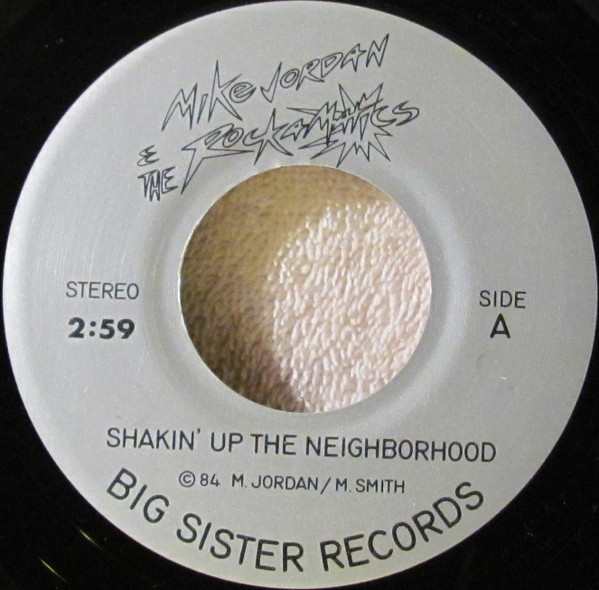 MIKE JORDAN
& THE ROCKAMATICS
STEREO
2:59
SIDE
A
SHAKIN' UP THE NEIGHBORHOOD
©84 M. JORDAN / M. SMITH
BIG SISTER RECORDS